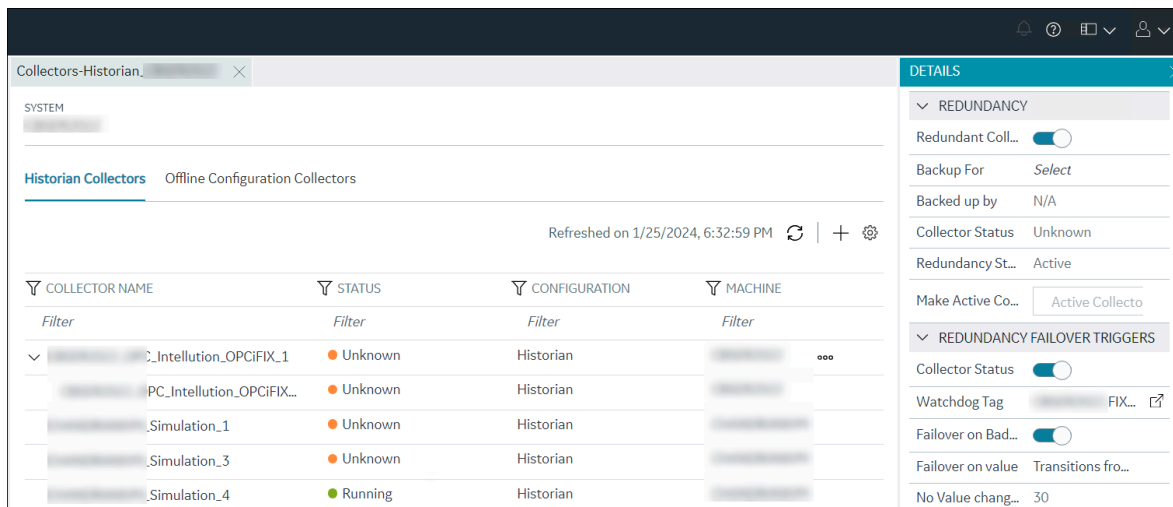 Collectors-Historian_
DETAILS
SYSTEM
Historian Collectors Offline Configuration Collectors
Refreshed on 1/25/2024, 6:32:59 PM
COLLECTOR NAME STATUS CONFIGURATION MACHINE
Filter Filter Filter Filter
_Intellution_OPCiFIX_1 Unknown Historian
PC_Intellution_OPCiFIX... Unknown Historian
_Simulation_1 Unknown Historian
_Simulation_3 Unknown Historian
_Simulation_4 Running Historian
REDUNDANCY
Redundant Coll...
Backup For Select
Backed up by N/A
Collector Status Unknown
Redundancy St... Active
Make Active Co... Active Collecto
REDUNDANCY FAILOVER TRIGGERS
Collector Status
Watchdog Tag FIX...
Failover on Bad...
Failover on value Transitions fro...
No Value chang... 30